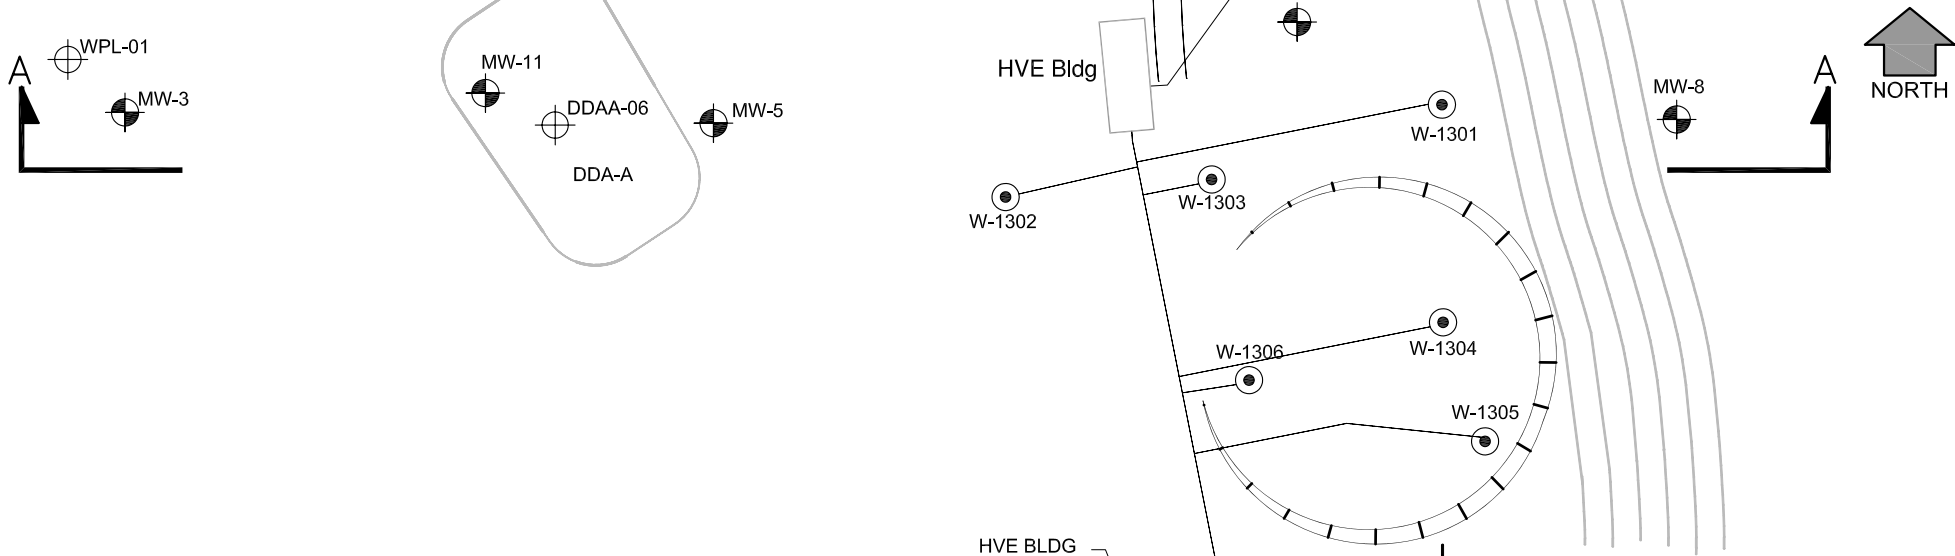 WPL-01
A
MW-3
MW-11
DDAA-06
MW-5
DDA-A
HVE Bldg
W-1301
W-1302
W-1303
MW-8
A
NORTH
W-1304
W-1306
W-1305
HVE BLDG